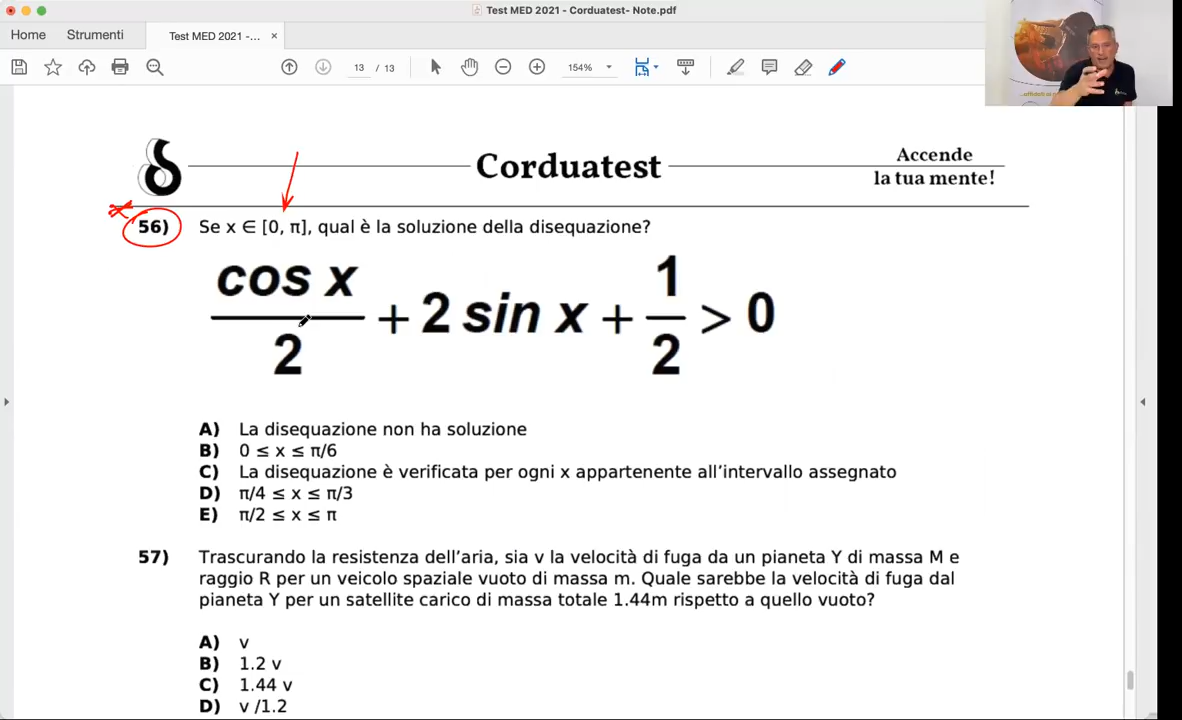 Test MED 2021 - Corduatest- Note.pdf
Home Strumenti Test MED 2021 -... ×
13 / 13 154%
Corduatest
Accende
la tua mente!
56) Se x ∈ [0, π], qual è la soluzione della disequazione?
cos x / 2 + 2 sin x + 1/2 > 0
A) La disequazione non ha soluzione
B) 0 ≤ x ≤ π/6
C) La disequazione è verificata per ogni x appartenente all’intervallo assegnato
D) π/4 ≤ x ≤ π/3
E) π/2 ≤ x ≤ π
57) Trascurando la resistenza dell’aria, sia v la velocità di fuga da un pianeta Y di massa M e
raggio R per un veicolo spaziale vuoto di massa m. Quale sarebbe la velocità di fuga dal
pianeta Y per un satellite carico di massa totale 1.44m rispetto a quello vuoto?
A) v
B) 1.2 v
C) 1.44 v
D) v /1.2